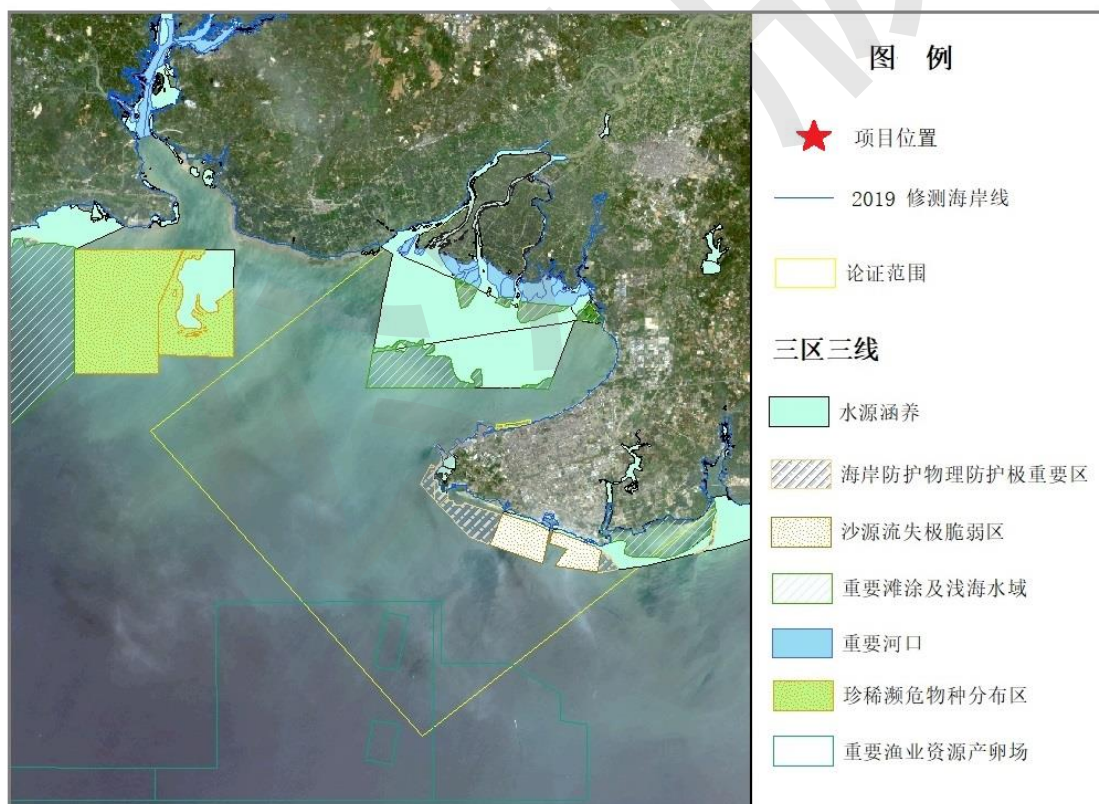 图 例
项目位置
2019 修测海岸线
论证范围
三区三线
水源涵养
海岸防护物理防护极重要区
沙源流失极脆弱区
重要滩涂及浅海水域
重要河口
珍稀濒危物种分布区
重要渔业资源产卵场